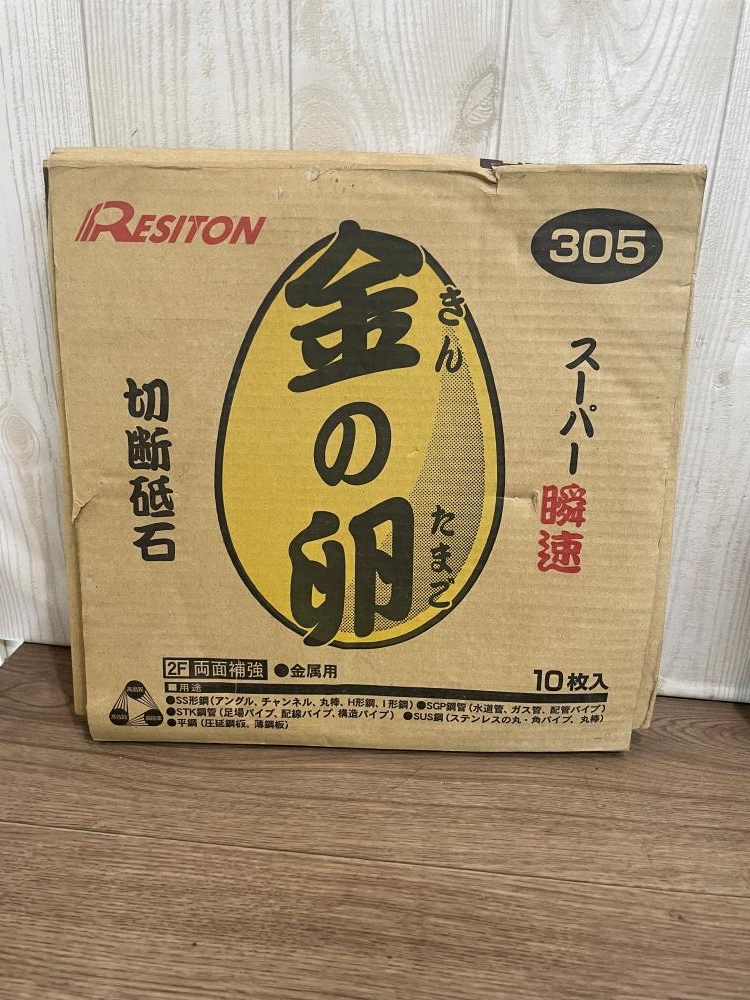 RESITON
305
金の卵
きん
たまご
切断砥石
スーパー瞬速
2F 両面補強 ●金属用
10枚入
■用途
●SS形鋼(アングル、チャンネル、丸棒、H形鋼、I形鋼) ●SGP鋼管(水道管、ガス管、配管パイプ)
●STK鋼管(足場パイプ、配線パイプ、構造パイプ) ●SUS鋼(ステンレスの丸・角パイプ、丸棒)
●平鋼(圧延鋼板、薄鋼板)
高品質